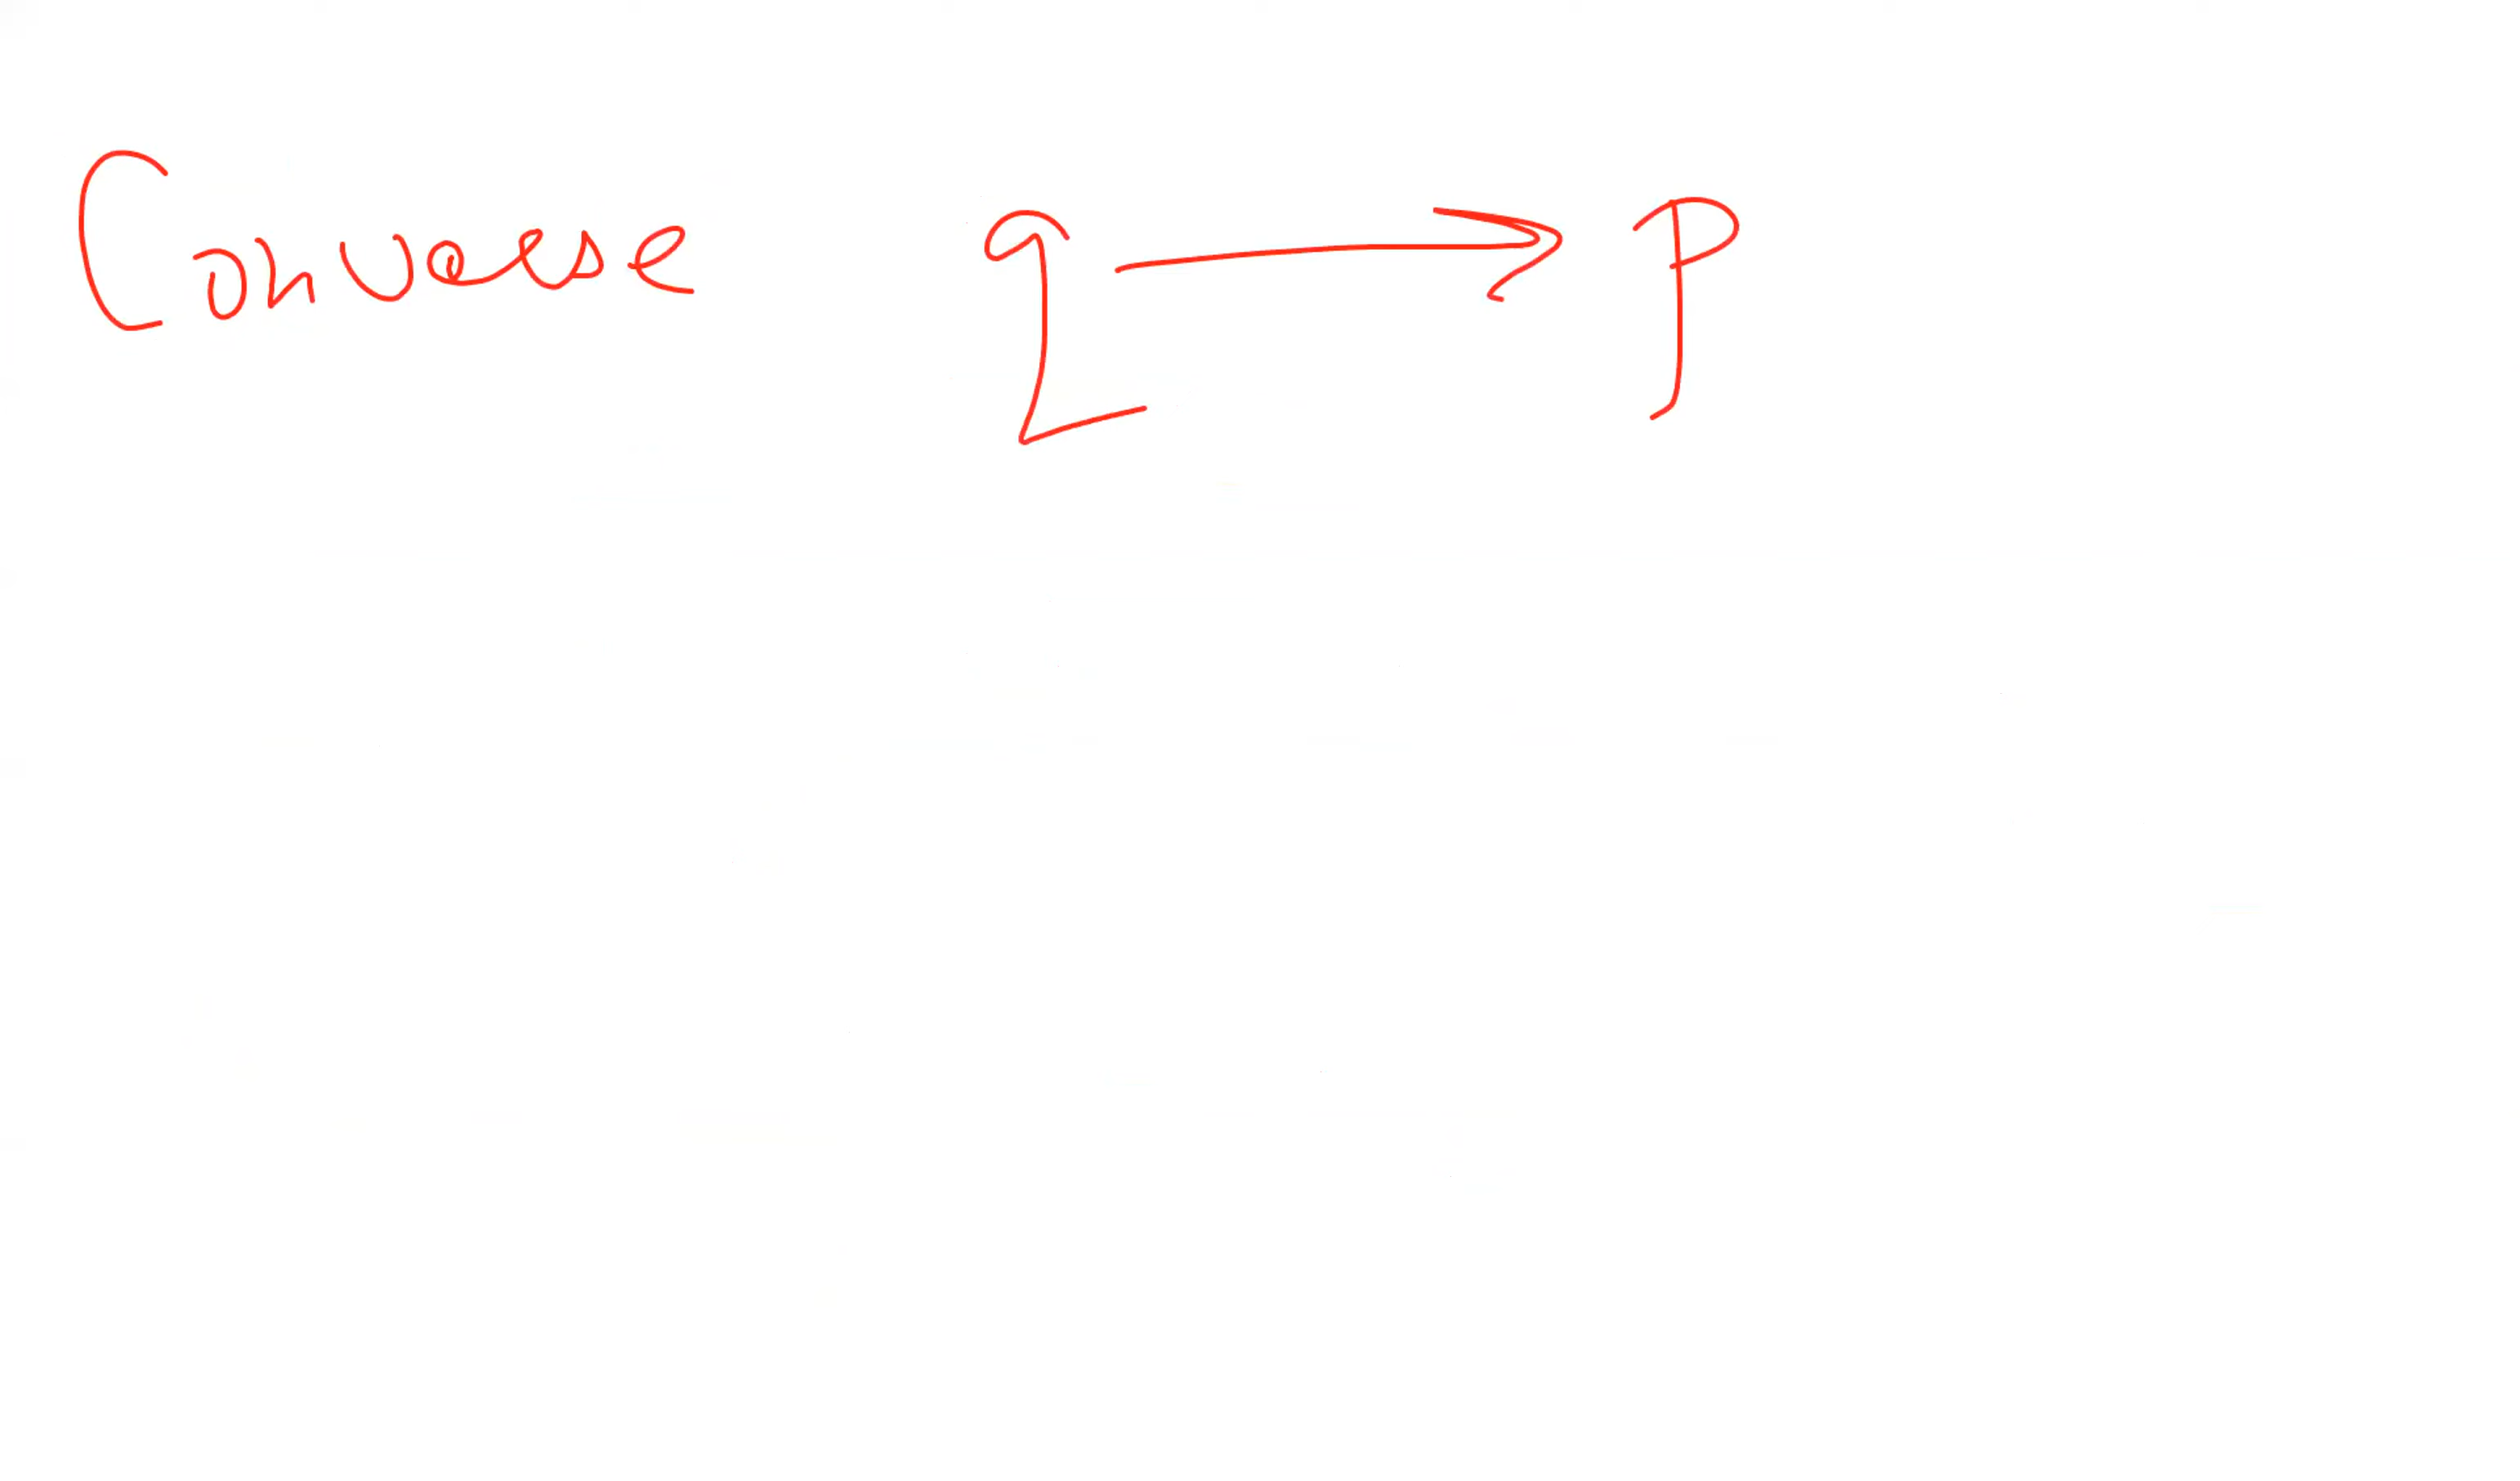 Converse q → p